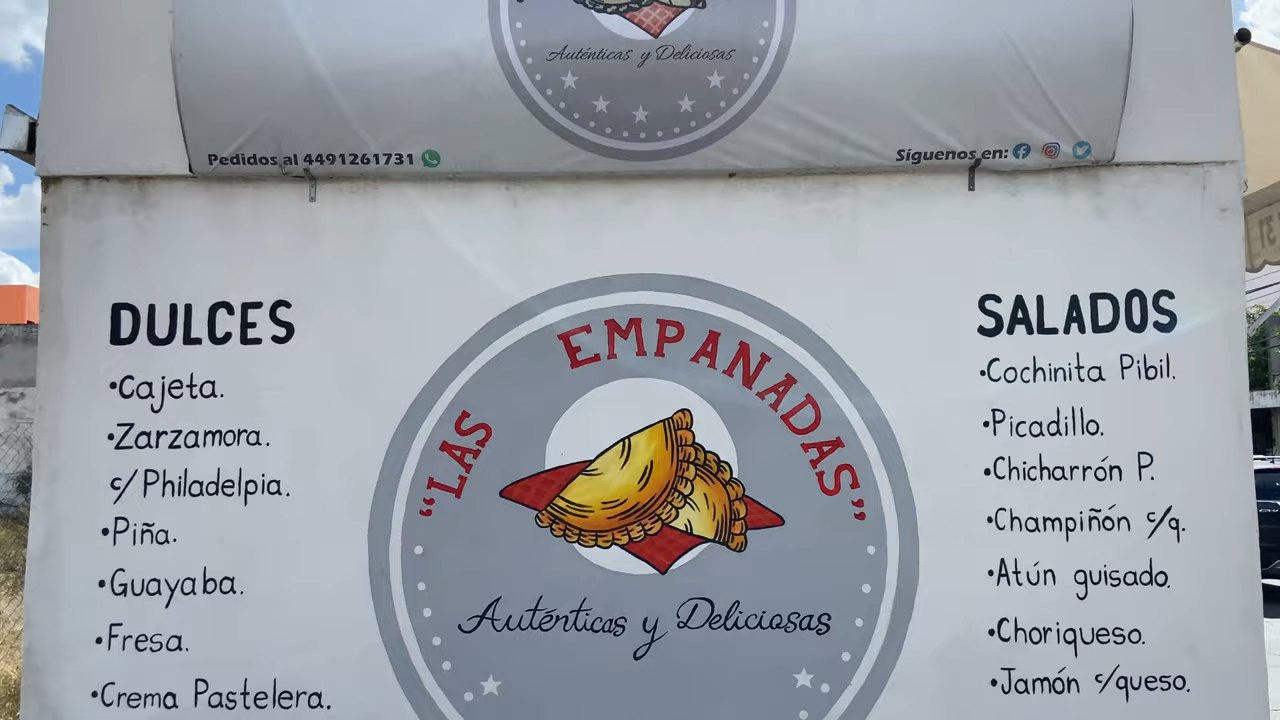 Auténticas y Deliciosas
Pedidos al 4491261731
Síguenos en:
DULCES
•Cajeta.
•Zarzamora.
c/Philadelpia.
•Piña.
•Guayaba.
•Fresa.
•Crema Pastelera.
"LAS EMPANADAS"
Auténticas y Deliciosas
SALADOS
•Cochinita Pibil.
•Picadillo.
•Chicharrón P.
•Champiñón c/q.
•Atún guisado.
•Choriqueso.
•Jamón c/queso.
31